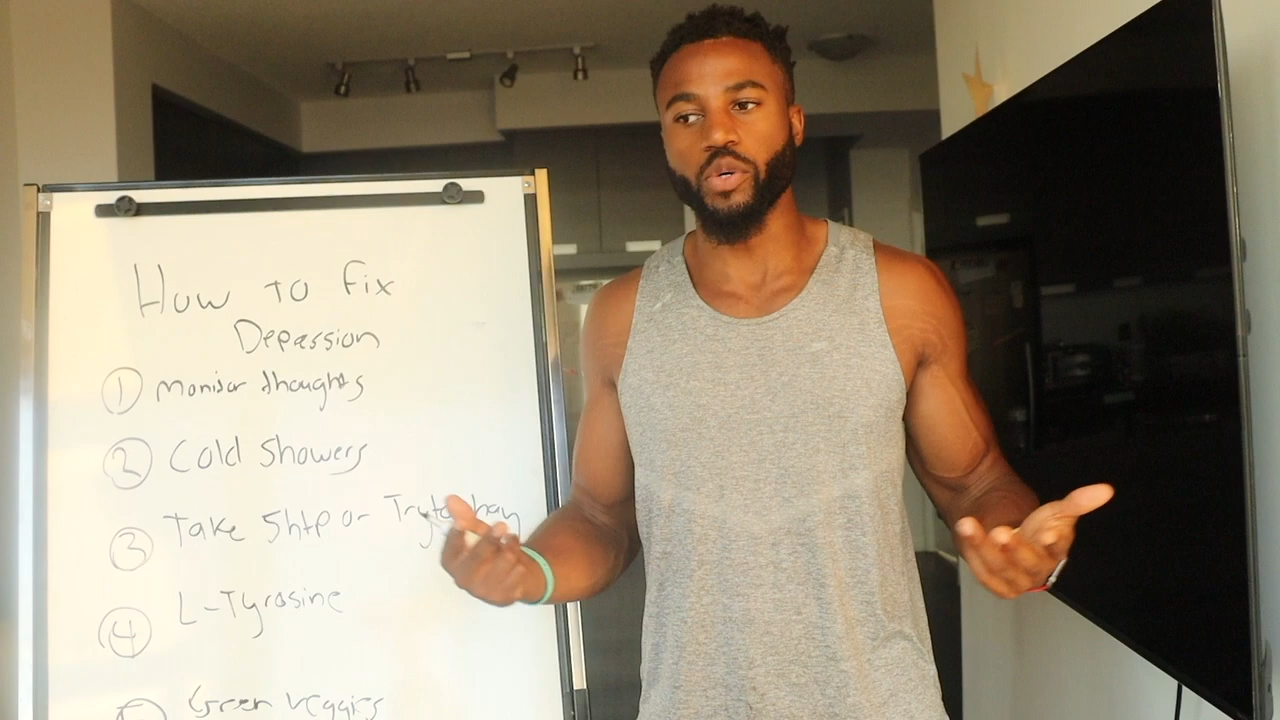 How to fix
Depression
① Monitor thoughts
② Cold Showers
③ Take 5htp or
④ L-Tyrosine
Green Veggies